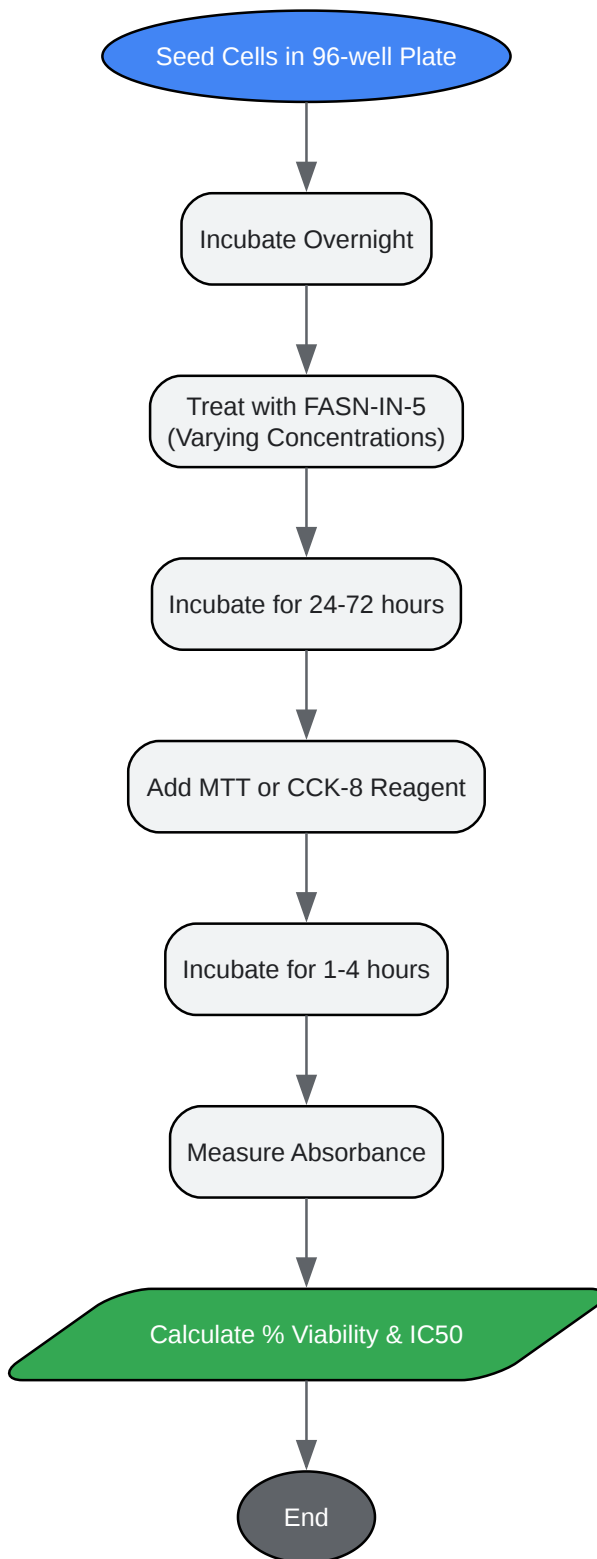 Seed Cells in 96-well Plate
Incubate Overnight
Treat with FASN-IN-5
(Varying Concentrations)
Incubate for 24-72 hours
Add MTT or CCK-8 Reagent
Incubate for 1-4 hours
Measure Absorbance
Calculate % Viability & IC50
End